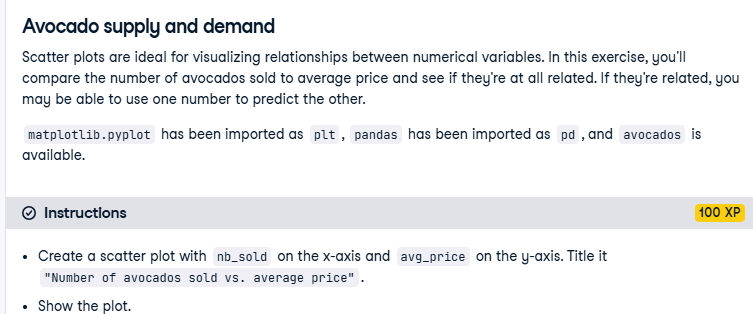 Avocado supply and demand
Scatter plots are ideal for visualizing relationships between numerical variables. In this exercise, you'll
compare the number of avocados sold to average price and see if they're at all related. If they're related, you
may be able to use one number to predict the other.
matplotlib.pyplot has been imported as plt, pandas has been imported as pd, and avocados is
available.
Instructions 100 XP
• Create a scatter plot with nb_sold on the x-axis and avg_price on the y-axis. Title it
"Number of avocados sold vs. average price".
• Show the plot.